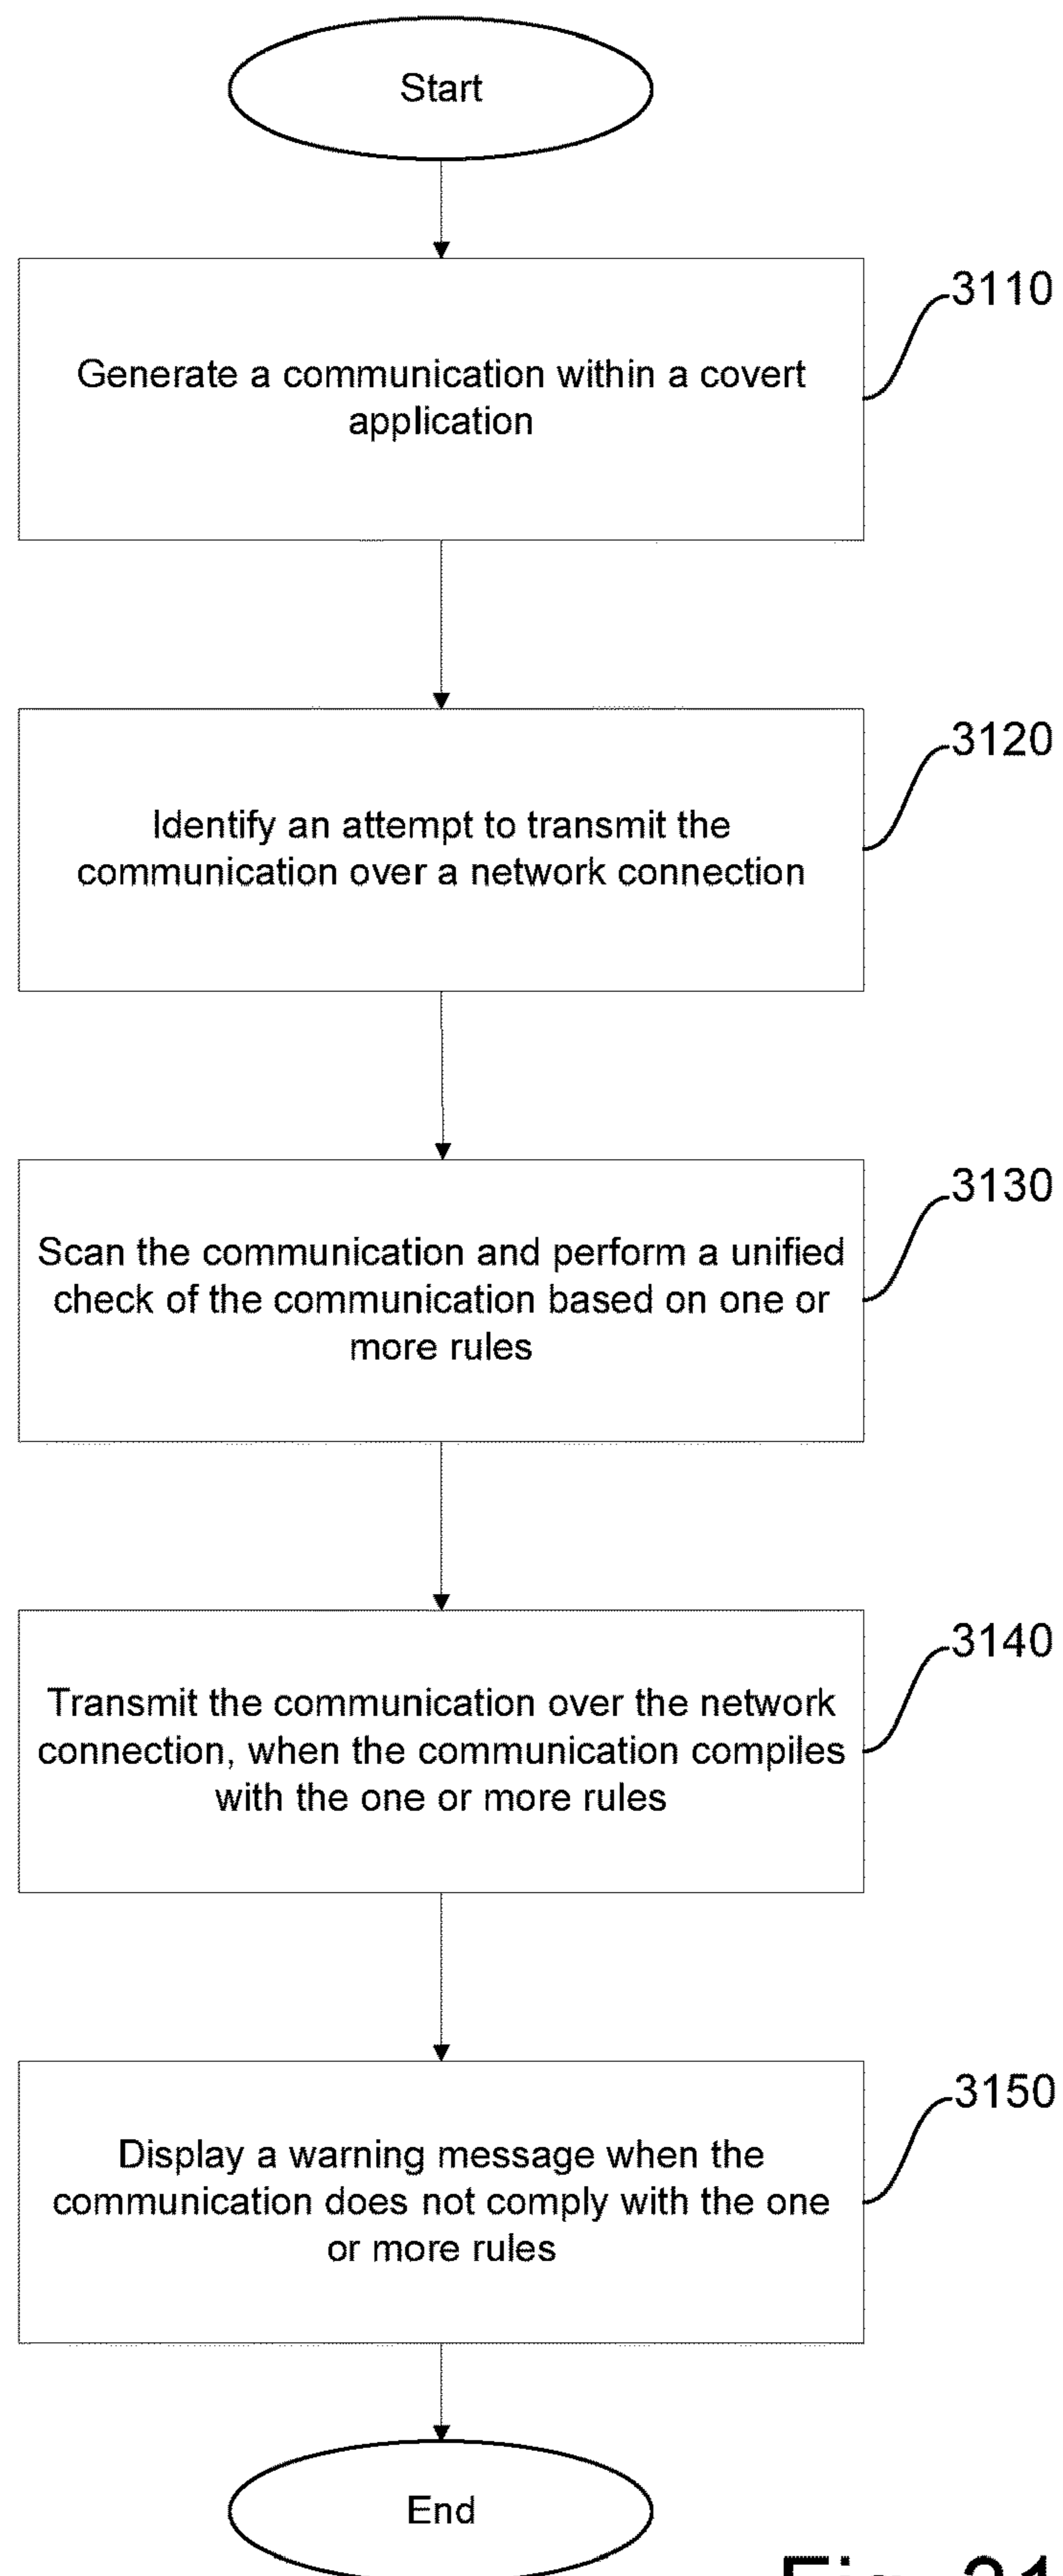 Start
3110
Generate a communication within a covert
application
3120
Identify an attempt to transmit the
communication over a network connection
3130
Scan the communication and perform a unified
check of the communication based on one or
more rules
3140
Transmit the communication over the network
connection, when the communication compiles
with the one or more rules
3150
Display a warning message when the
communication does not comply with the one
or more rules
End
Fig. 31